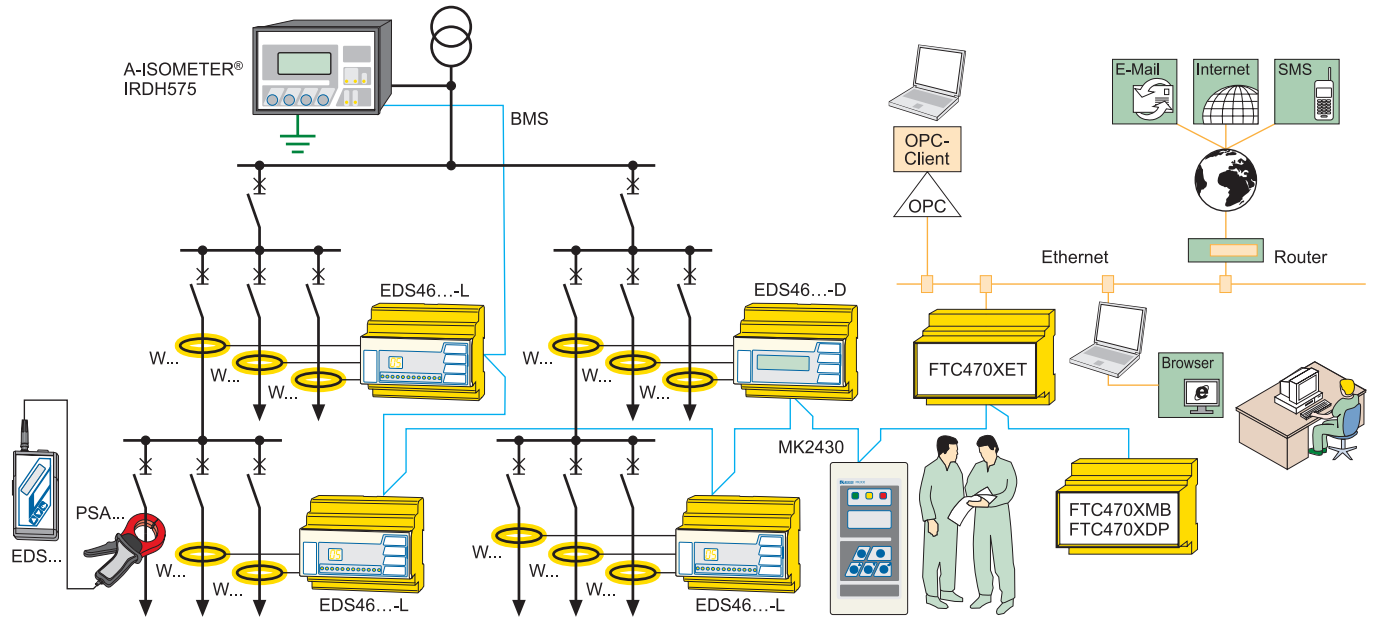 A-ISOMETER®
IRDH575
BMS
E-Mail
Internet
SMS
OPC-
Client
OPC
Ethernet
Router
EDS46...-L
EDS46...-D
W...
W...
W...
W...
W...
W...
FTC470XET
Browser
MK2430
PSA...
EDS...
W...
W...
EDS46...-L
W...
W...
W...
EDS46...-L
FTC470XMB
FTC470XDP